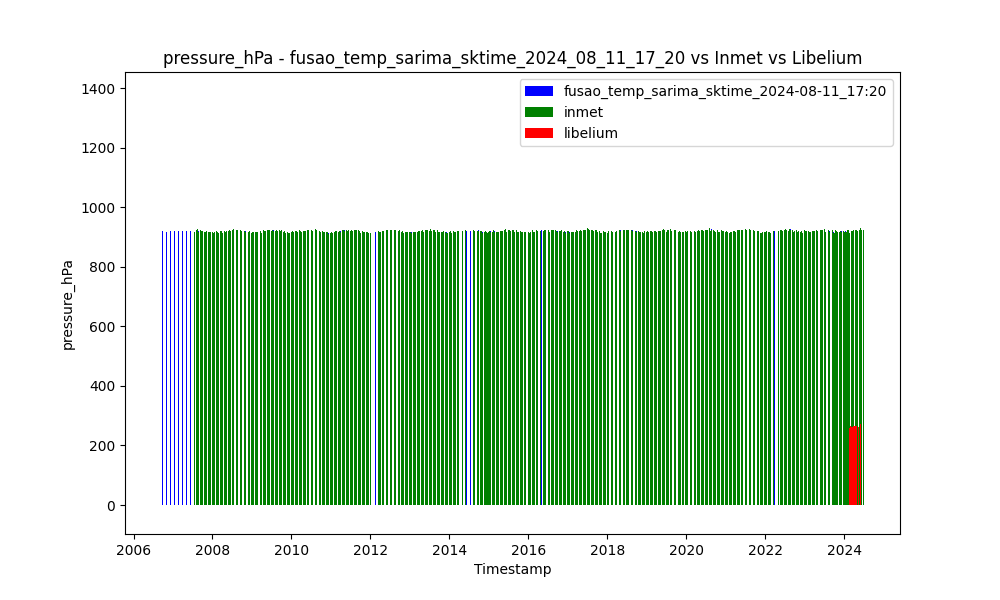 pressure_hPa - fusao_temp_sarima_sktime_2024_08_11_17_20 vs Inmet vs Libelium
fusao_temp_sarima_sktime_2024-08-11_17:20
inmet
libelium
1400
1200
1000
800
600
400
200
0
pressure_hPa
2006 2008 2010 2012 2014 2016 2018 2020 2022 2024
Timestamp